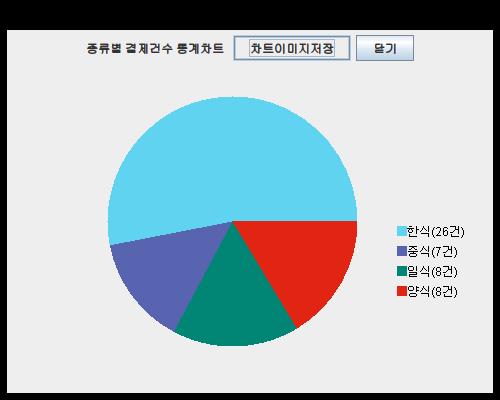 종류별 결제건수 통계차트 차트이미지저장 닫기
한식(26건)
중식(7건)
일식(8건)
양식(8건)